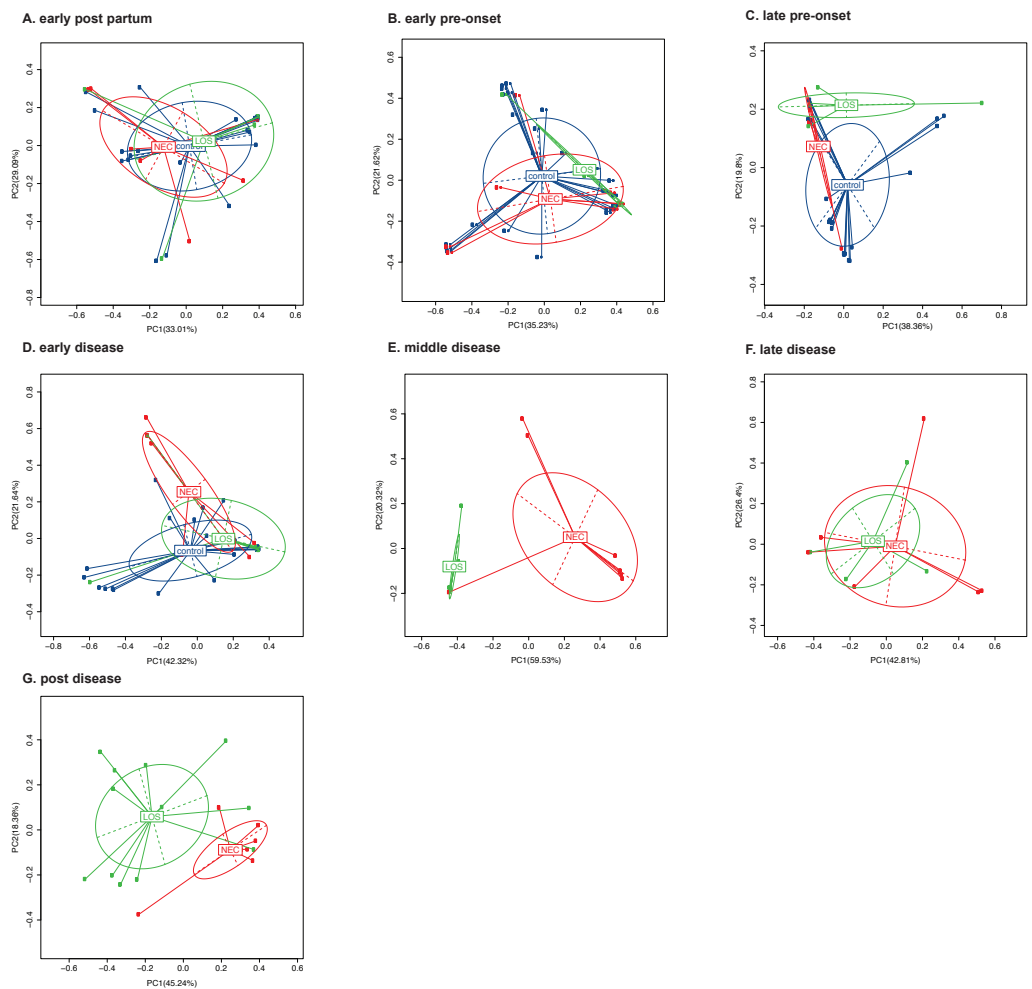 A. early post partum
B. early pre-onset
C. late pre-onset
PC2(29.09%)
−0.8 −0.6 −0.4 −0.2 0.0 0.2 0.4
NEC control LOS
−0.6 −0.4 −0.2 0.0 0.2 0.4 0.6
PC1(33.01%)
PC2(21.62%)
−0.4 −0.2 0.0 0.2 0.4 0.6
control LOS
NEC
−0.6 −0.4 −0.2 0.0 0.2 0.4 0.6
PC1(35.23%)
PC2(19.8%)
−0.4 −0.2 0.0 0.2 0.4
LOS
NEC
control
−0.4 −0.2 0.0 0.2 0.4 0.6 0.8
PC1(38.36%)
D. early disease
E. middle disease
F. late disease
PC2(21.64%)
−0.4 −0.2 0.0 0.2 0.4 0.6 0.8
NEC
LOS
control
−0.8 −0.6 −0.4 −0.2 0.0 0.2 0.4
PC1(42.32%)
PC2(20.32%)
−0.2 0.0 0.2 0.4 0.6
NEC
LOS
−0.6 −0.4 −0.2 0.0 0.2 0.4 0.6
PC1(59.53%)
PC2(26.4%)
−0.4 −0.2 0.0 0.2 0.4 0.6 0.8
LOS
NEC
−0.6 −0.4 −0.2 0.0 0.2 0.4 0.6
PC1(42.81%)
G. post disease
PC2(18.36%)
−0.4 −0.2 0.0 0.2 0.4
LOS
NEC
−0.6 −0.4 −0.2 0.0 0.2 0.4 0.6
PC1(45.24%)